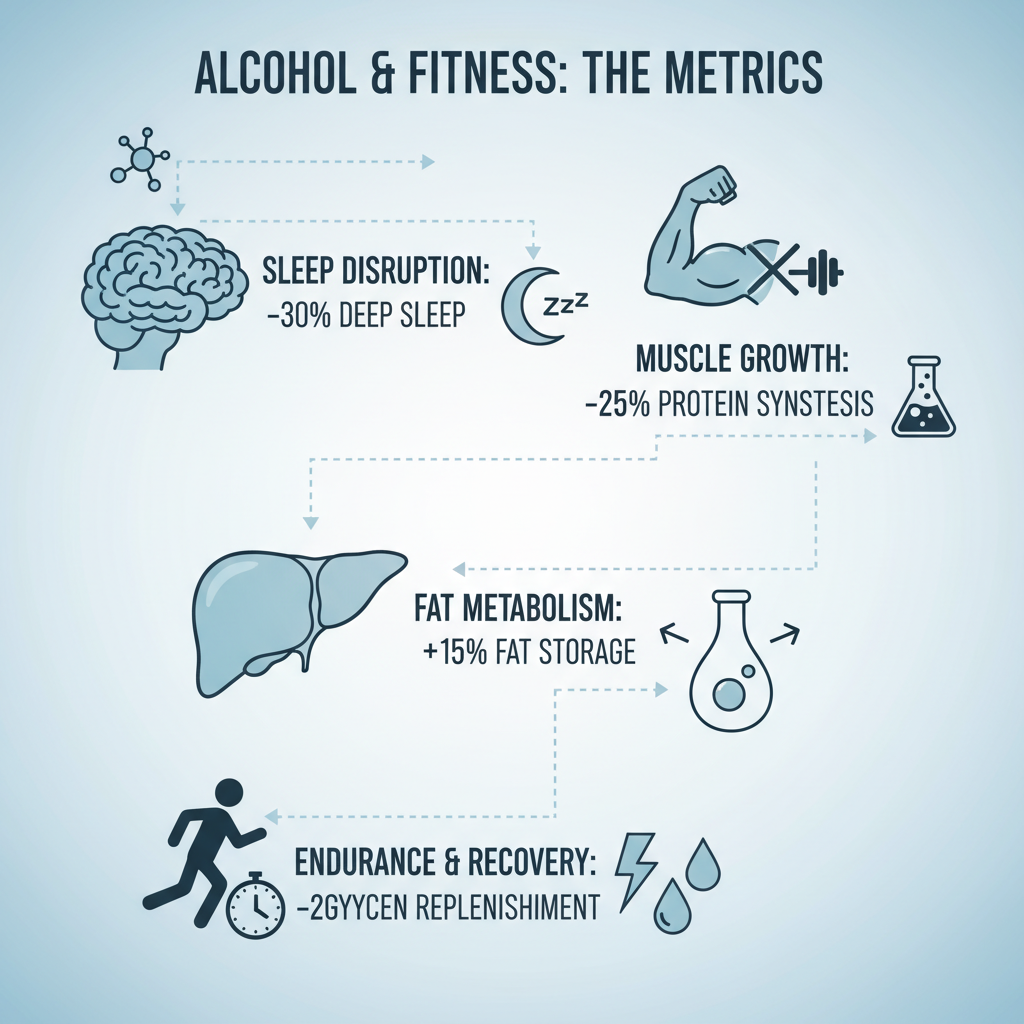 ALCOHOL & FITNESS: THE METRICS
SLEEP DISRUPTION:
-30% DEEP SLEEP
zzz
MUSCLE GROWTH:
-25% PROTEIN SYNSTESIS
FAT METABOLISM:
+15% FAT STORAGE
ENDURANCE & RECOVERY:
-2GYYCEN REPLENISHIMENT